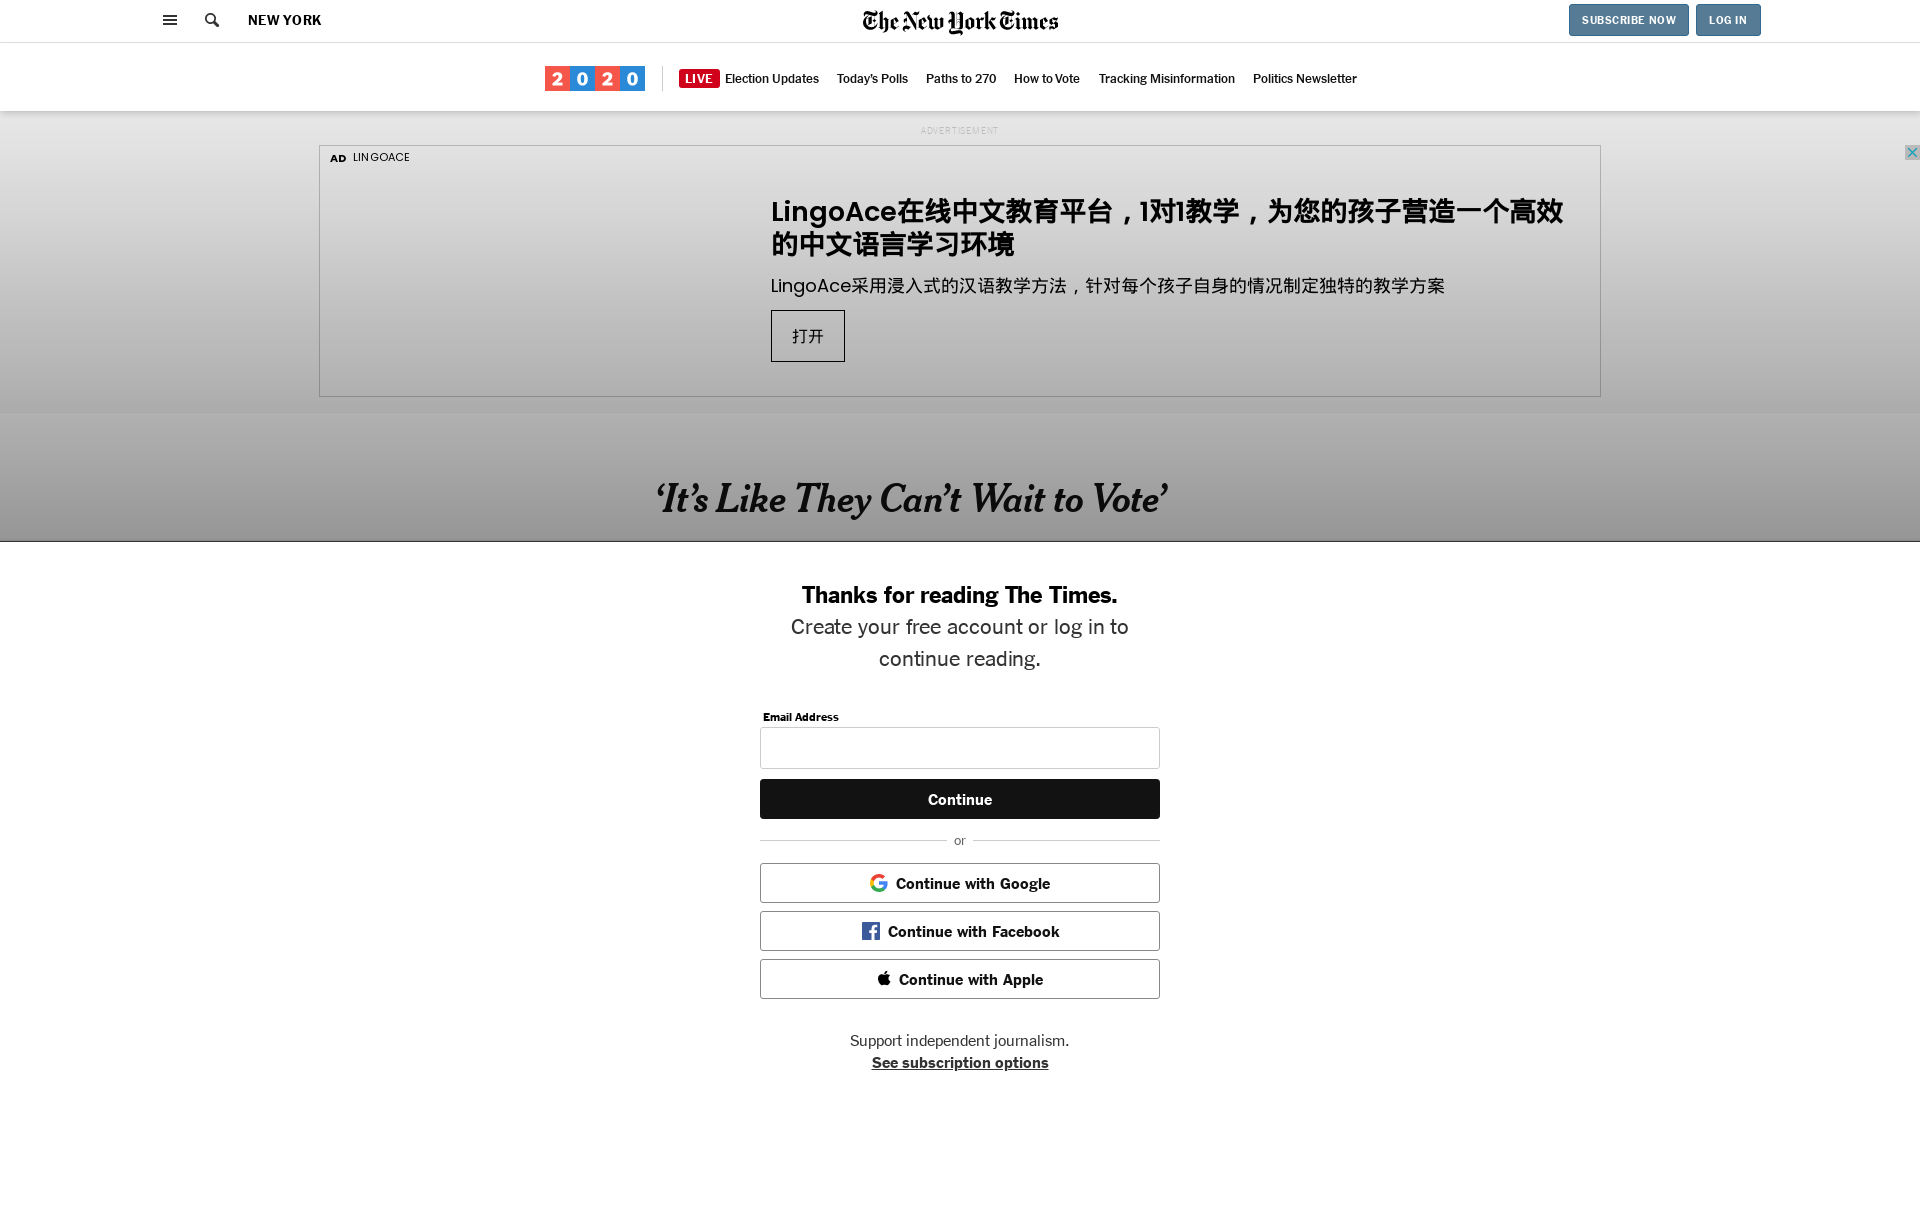 NEW YORK
The New York Times
SUBSCRIBE NOW
LOG IN
2020
LIVE Election Updates
Today's Polls
Paths to 270
How to Vote
Tracking Misinformation
Politics Newsletter
ADVERTISEMENT
AD LINGOACE
LingoAce在线中文教育平台，1对1教学，为您的孩子营造一个高效
的中文语言学习环境
LingoAce采用浸入式的汉语教学方法，针对每个孩子自身的情况制定独特的教学方案
打开
‘It’s Like They Can’t Wait to Vote’
Thanks for reading The Times.
Create your free account or log in to
continue reading.
Email Address
Continue
or
Continue with Google
Continue with Facebook
Continue with Apple
Support independent journalism.
See subscription options